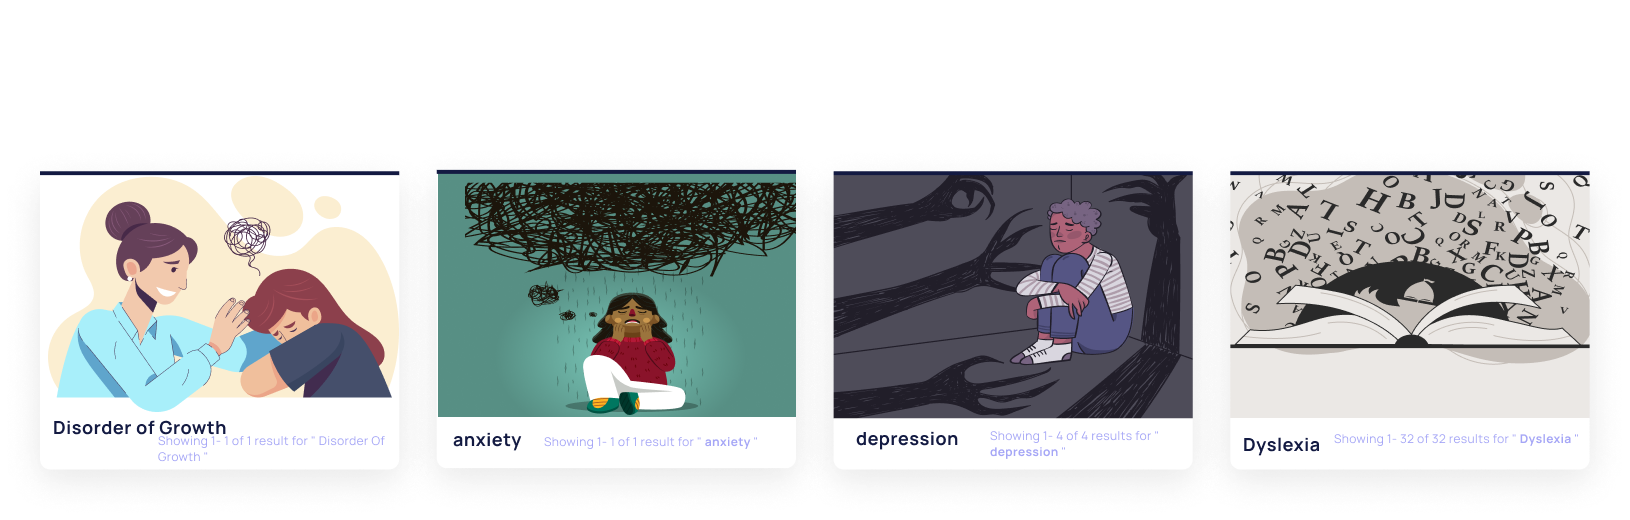 Disorder of Growth
Showing 1- 1 of 1 result for " Disorder Of
Growth "
anxiety
Showing 1- 1 of 1 result for " anxiety "
depression
Showing 1- 4 of 4 results for "
depression "
Dyslexia
Showing 1- 32 of 32 results for " Dyslexia "